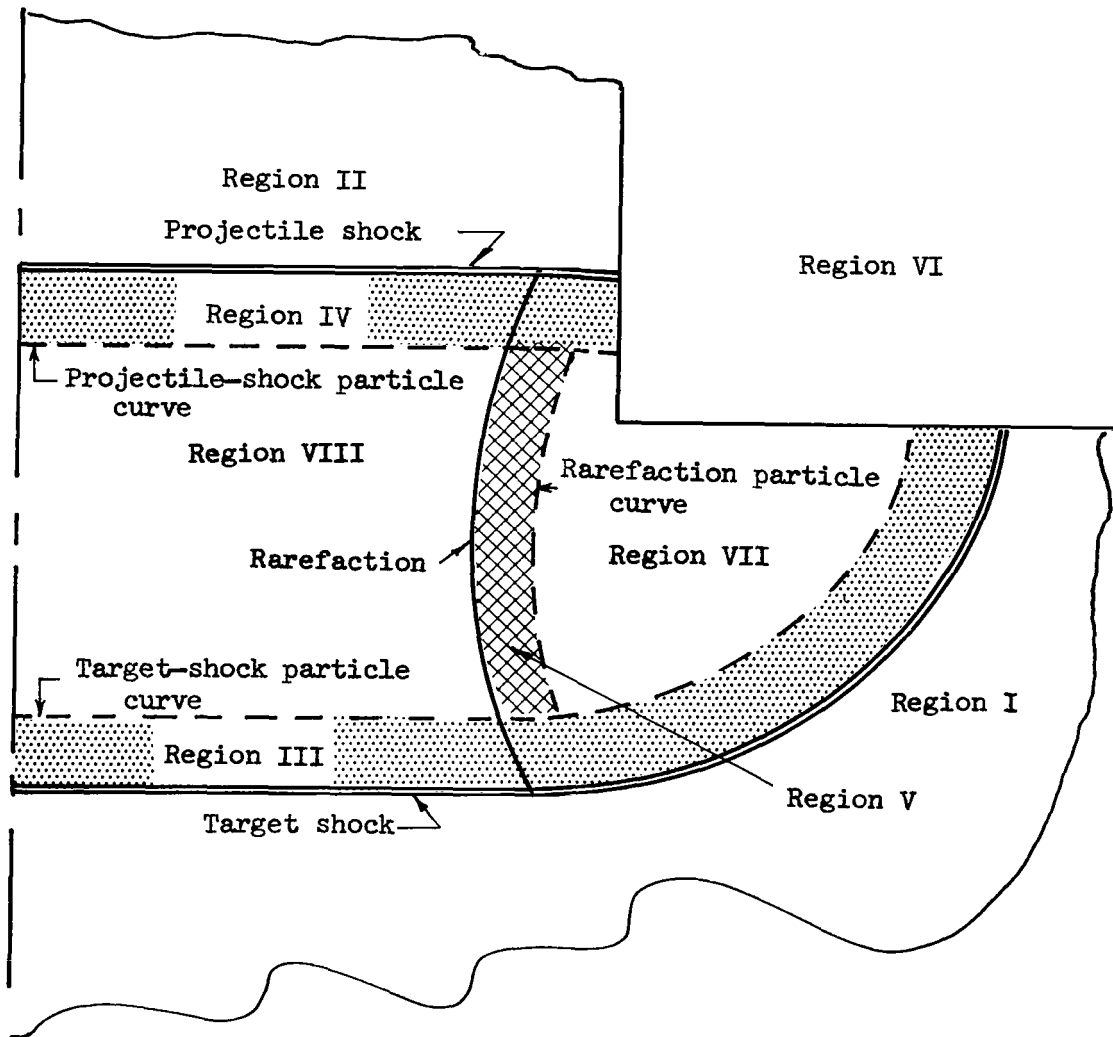 Region II
Projectile shock
Region VI
Region IV
Projectile-shock particle
curve
Region VIII
Rarefaction particle
curve
Rarefaction
Region VII
Target-shock particle
curve
Region I
Region III
Region V
Target shock